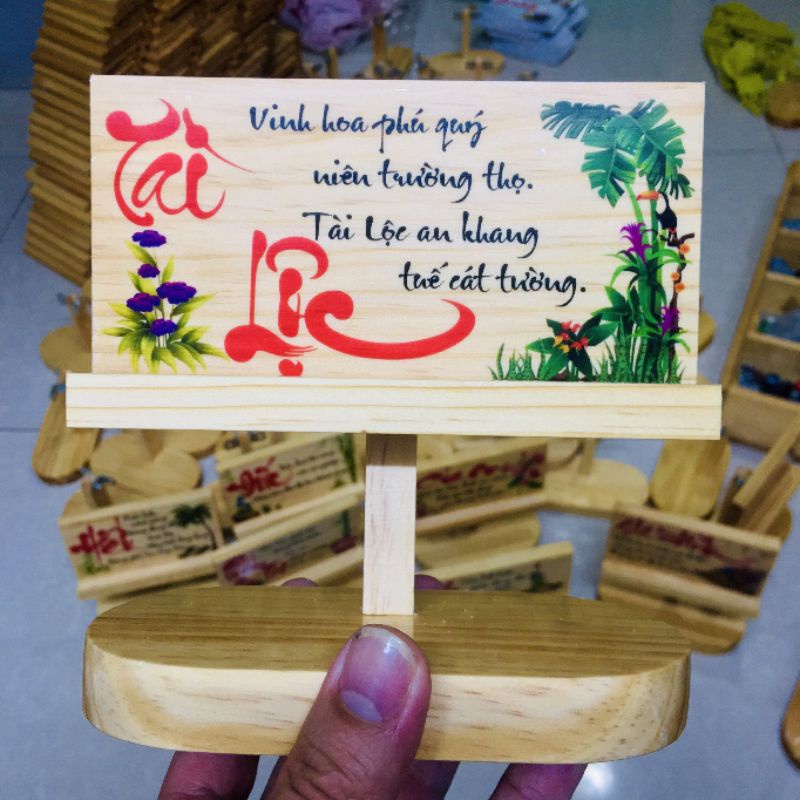 Tài
Lộc
Vinh hoa phú quý
niên trường thọ.
Tài Lộc an khang
tuế cát tường.